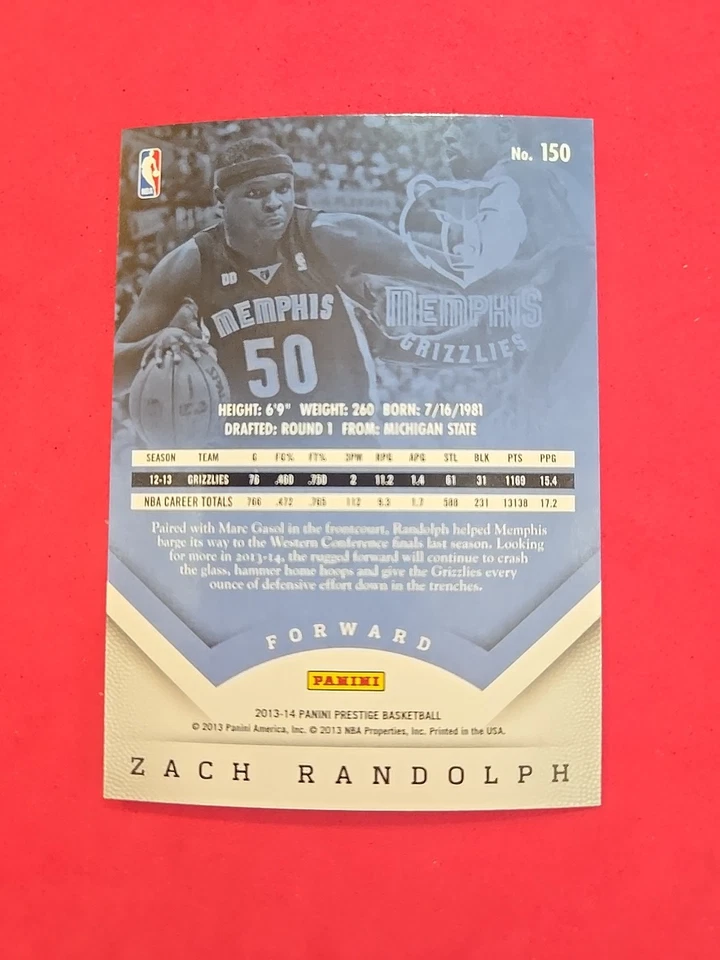 No. 150
NBA
MEMPHIS
50
MEMPHIS
GRIZZLIES
HEIGHT: 6'9" WEIGHT: 260 BORN: 7/16/1981
DRAFTED: ROUND 1 FROM: MICHIGAN STATE
SEASON TEAM G FG% FT% 3PM RPG APG STL BLK PTS PPG
12-13 GRIZZLIES 76 .460 .750 2 11.2 1.4 61 31 1169 15.4
NBA CAREER TOTALS 766 .472 .765 112 9.3 1.7 588 231 13138 17.2
Paired with Marc Gasol in the frontcourt, Randolph helped Memphis
barge its way to the Western Conference finals last season. Looking
for more in 2013-14, the rugged forward will continue to crash
the glass, hammer home hoops and give the Grizzlies every
ounce of defensive effort down in the trenches.
FORWARD
PANINI
2013-14 PANINI PRESTIGE BASKETBALL
© 2013 Panini America, Inc. © 2013 NBA Properties, Inc. Printed in the USA.
ZACH RANDOLPH